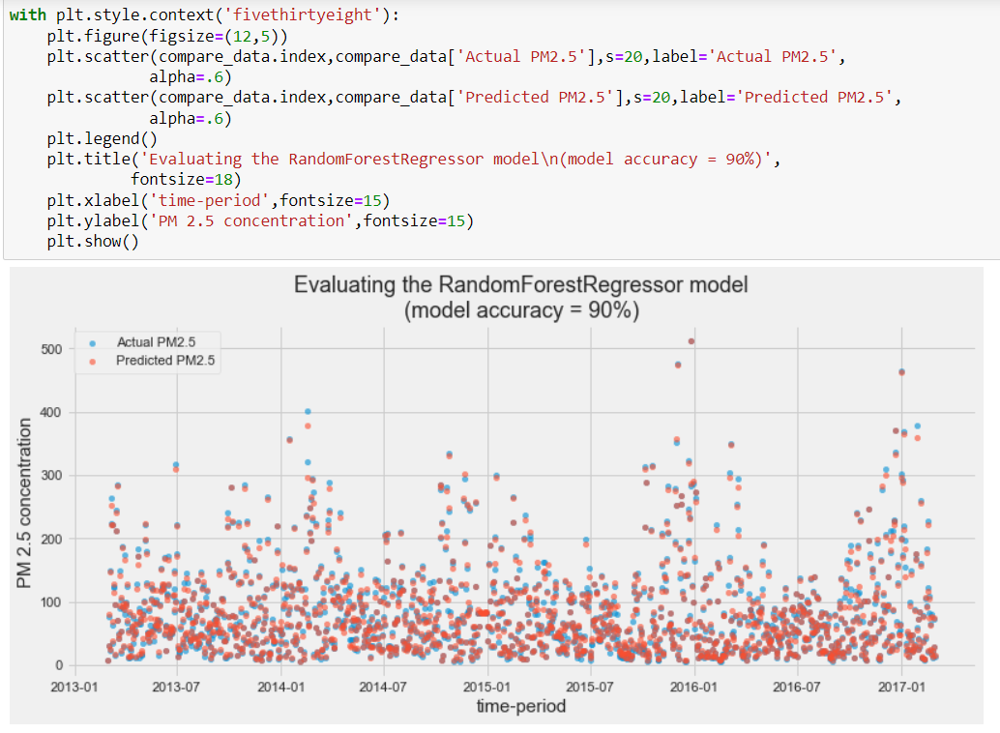 with plt.style.context('fivethirtyeight'):
    plt.figure(figsize=(12,5))
    plt.scatter(compare_data.index,compare_data['Actual PM2.5'],s=20,label='Actual PM2.5',
                alpha=.6)
    plt.scatter(compare_data.index,compare_data['Predicted PM2.5'],s=20,label='Predicted PM2.5',
                alpha=.6)
    plt.legend()
    plt.title('Evaluating the RandomForestRegressor model\n(model accuracy = 90%)',
              fontsize=18)
    plt.xlabel('time-period',fontsize=15)
    plt.ylabel('PM 2.5 concentration',fontsize=15)
    plt.show()
Evaluating the RandomForestRegressor model
(model accuracy = 90%)
Actual PM2.5
Predicted PM2.5
500
400
300
200
100
0
PM 2.5 concentration
2013-01 2013-07 2014-01 2014-07 2015-01 2015-07 2016-01 2016-07 2017-01
time-period